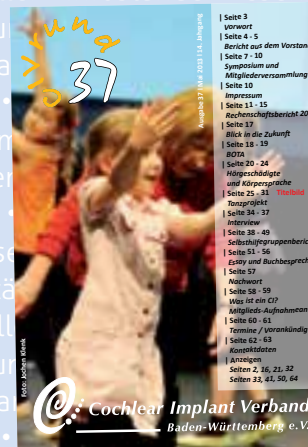 37
Ausgabe 37 | Mai 2013 | 14. Jahrgang
| Seite 3
Vorwort
| Seite 4 - 5
Bericht aus dem Vorstand
| Seite 7 - 10
Symposium und
Mitgliederversammlung
| Seite 10
Impressum
| Seite 11 - 15
Rechenschaftsbericht 20
| Seite 17
Blick in die Zukunft
| Seite 18 - 19
BOTA
| Seite 20 - 24
Hörgeschädigte
und Körpersprache
| Seite 25 - 31 Titelbild
Tanzprojekt
| Seite 34 - 37
Interview
| Seite 38 - 49
Selbsthilfegruppenberic
| Seite 51 - 56
Essay und Buchbesprech
| Seite 57
Nachwort
| Seite 58 - 59
Was ist ein CI?
Mitglieds-Aufnahmean
| Seite 60 - 61
Termine / Vorankündig
| Seite 62 - 63
Kontaktdaten
| Anzeigen
Seiten 2, 16, 21, 32
Seiten 33, 41, 50, 64
Foto: Jochen Klenk
Cochlear Implant Verband
Baden-Württemberg e.V.